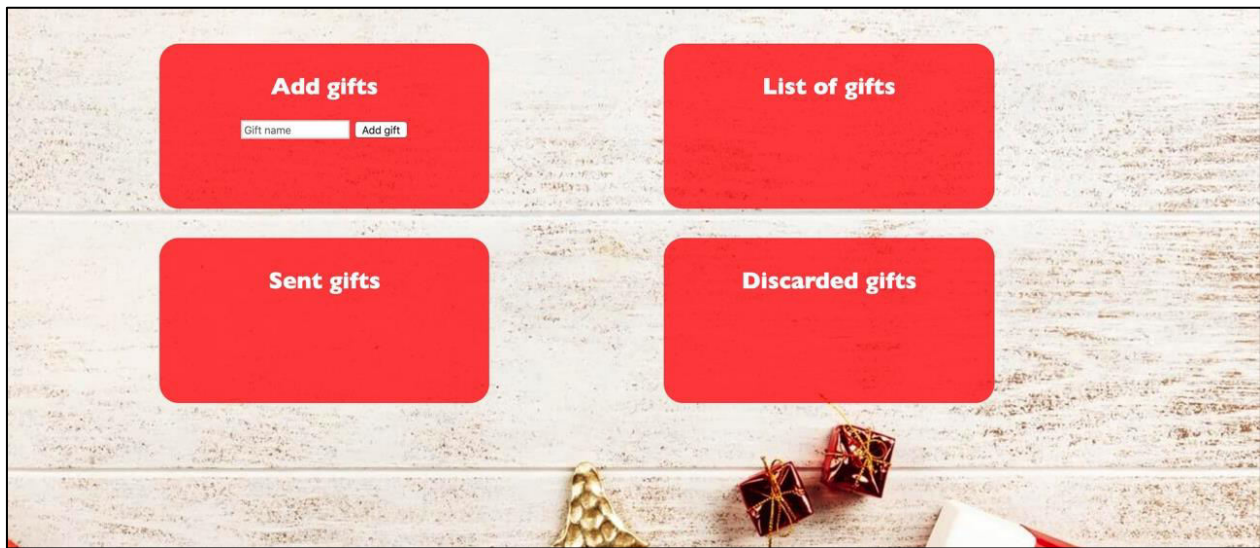 Add gifts
Gift name Add gift
List of gifts
Sent gifts
Discarded gifts